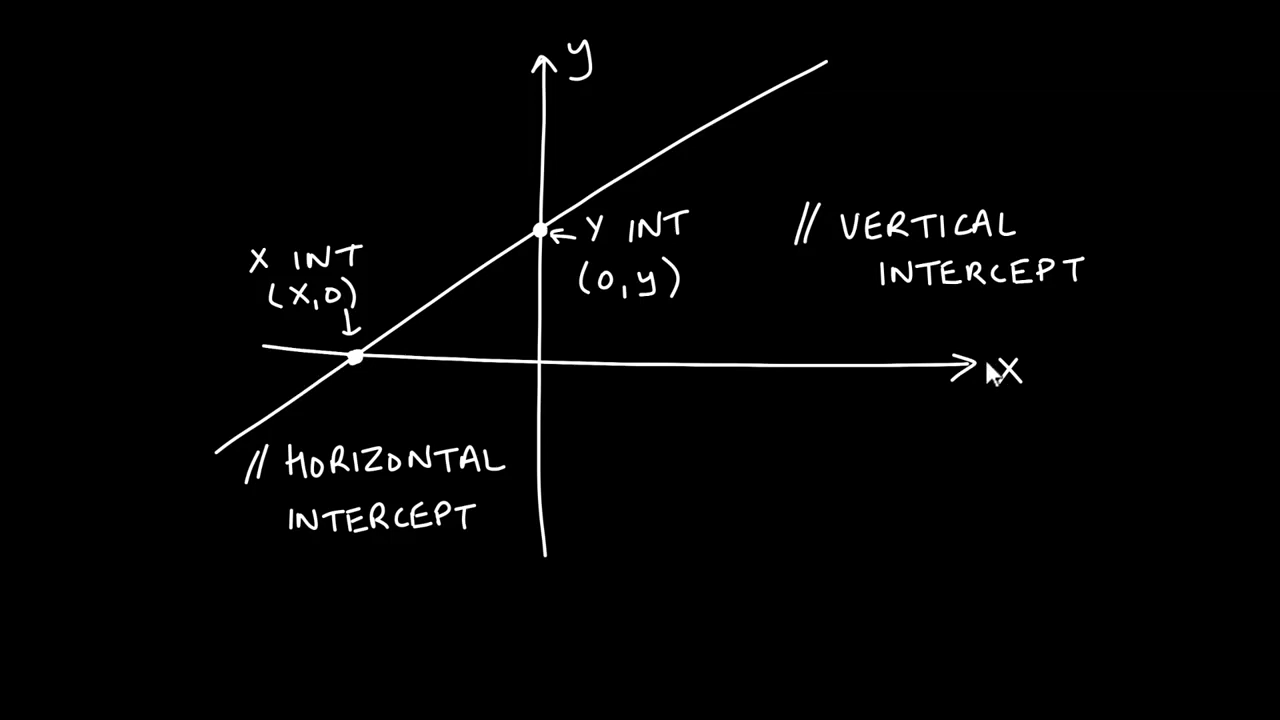 y
Y INT
(0,y)
// VERTICAL
INTERCEPT
X INT
(X,0)
X
// HORIZONTAL
INTERCEPT